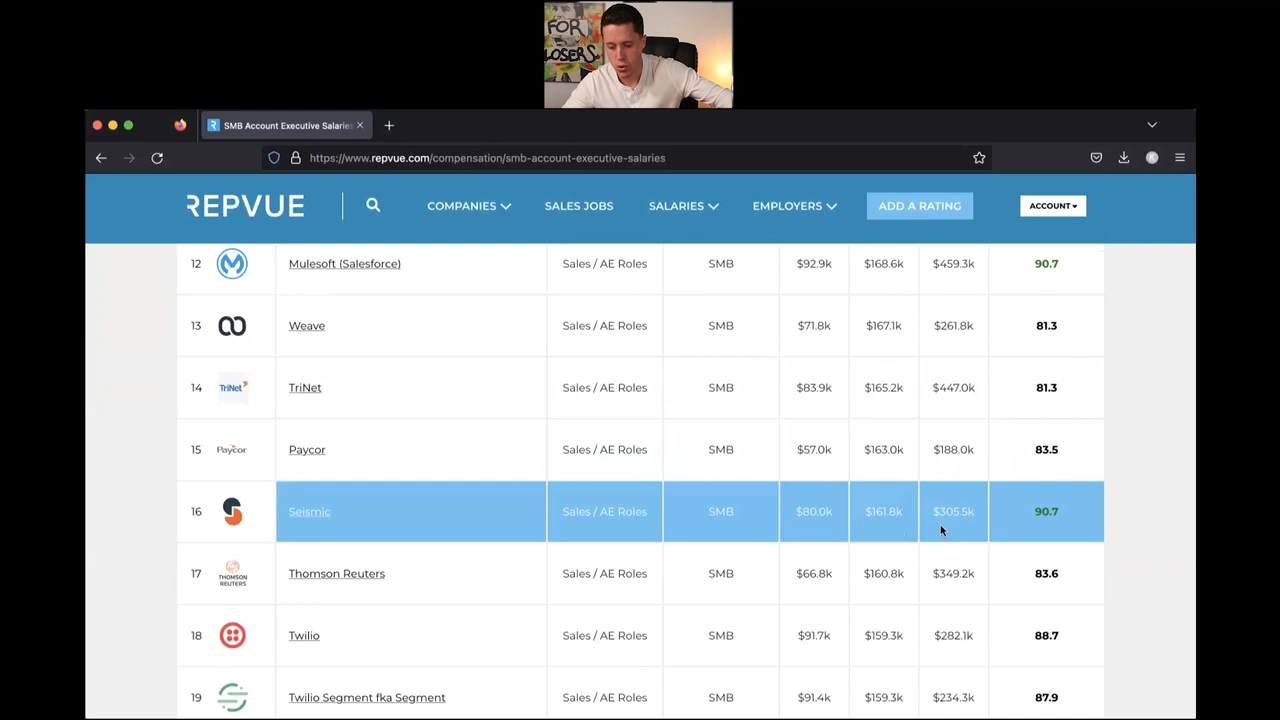 FOR
LOSERS
SMB Account Executive Salaries
https://www.repvue.com/compensation/smb-account-executive-salaries
K
REPVUE
COMPANIES
SALES JOBS
SALARIES
EMPLOYERS
ADD A RATING
ACCOUNT
12 Mulesoft (Salesforce) Sales / AE Roles SMB $92.9k $168.6k $459.3k 90.7
13 Weave Sales / AE Roles SMB $71.8k $167.1k $261.8k 81.3
14 TriNet TriNet Sales / AE Roles SMB $83.9k $165.2k $447.0k 81.3
15 Paycor Paycor Sales / AE Roles SMB $57.0k $163.0k $188.0k 83.5
16 Seismic Sales / AE Roles SMB $80.0k $161.8k $305.5k 90.7
17 THOMSON REUTERS Thomson Reuters Sales / AE Roles SMB $66.8k $160.8k $349.2k 83.6
18 Twilio Sales / AE Roles SMB $91.7k $159.3k $282.1k 88.7
19 Twilio Segment fka Segment Sales / AE Roles SMB $91.4k $159.3k $234.3k 87.9